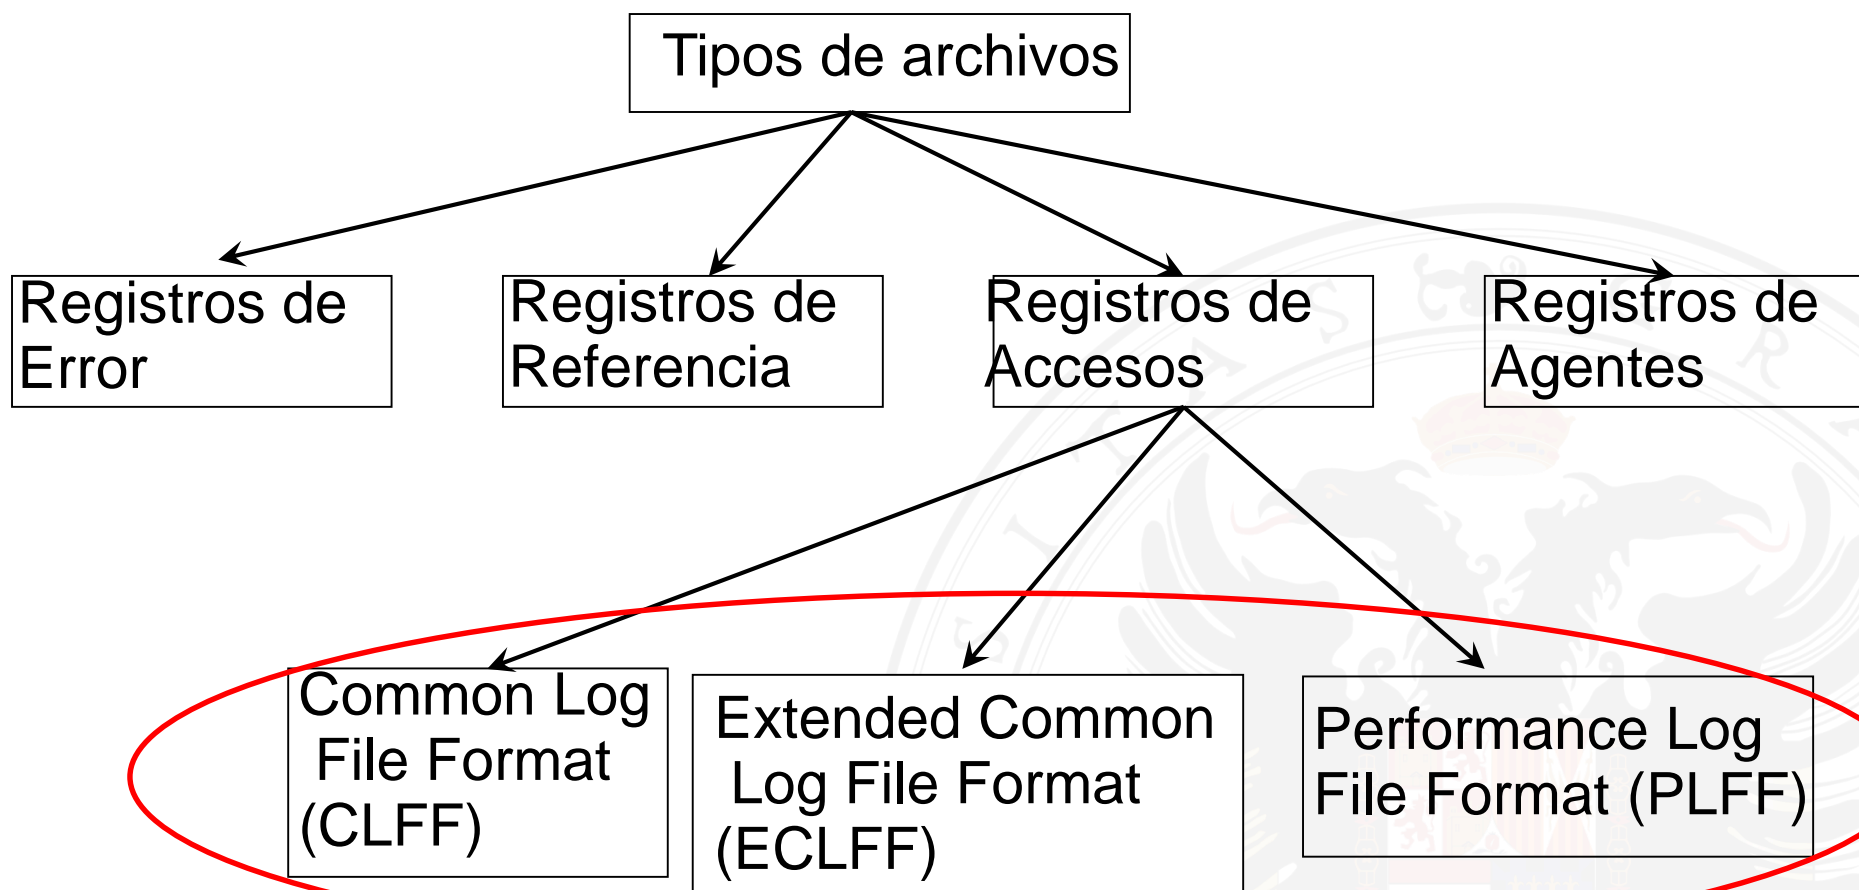 Tipos de archivos
Registros de
Error
Registros de
Referencia
Registros de
Accesos
Registros de
Agentes
Common Log
File Format
(CLFF)
Extended Common
Log File Format
(ECLFF)
Performance Log
File Format (PLFF)